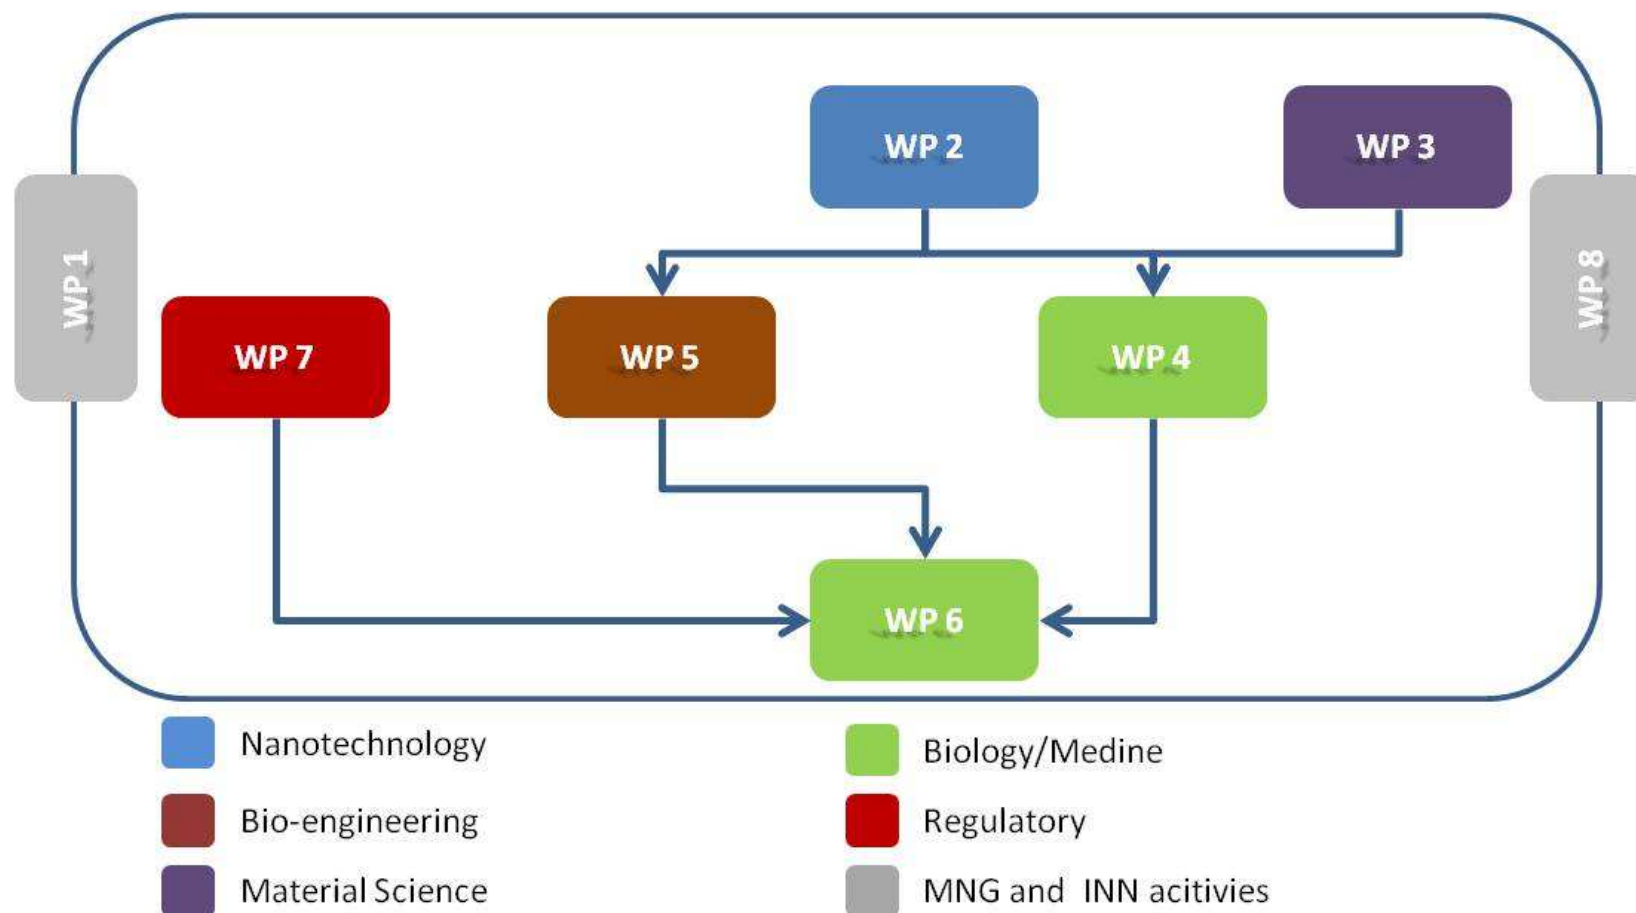 WP 2
WP 3
WP 1
WP 8
WP 7
WP 5
WP 4
WP 6
Nanotechnology
Biology/Medine
Bio-engineering
Regulatory
Material Science
MNG and INN acitivies